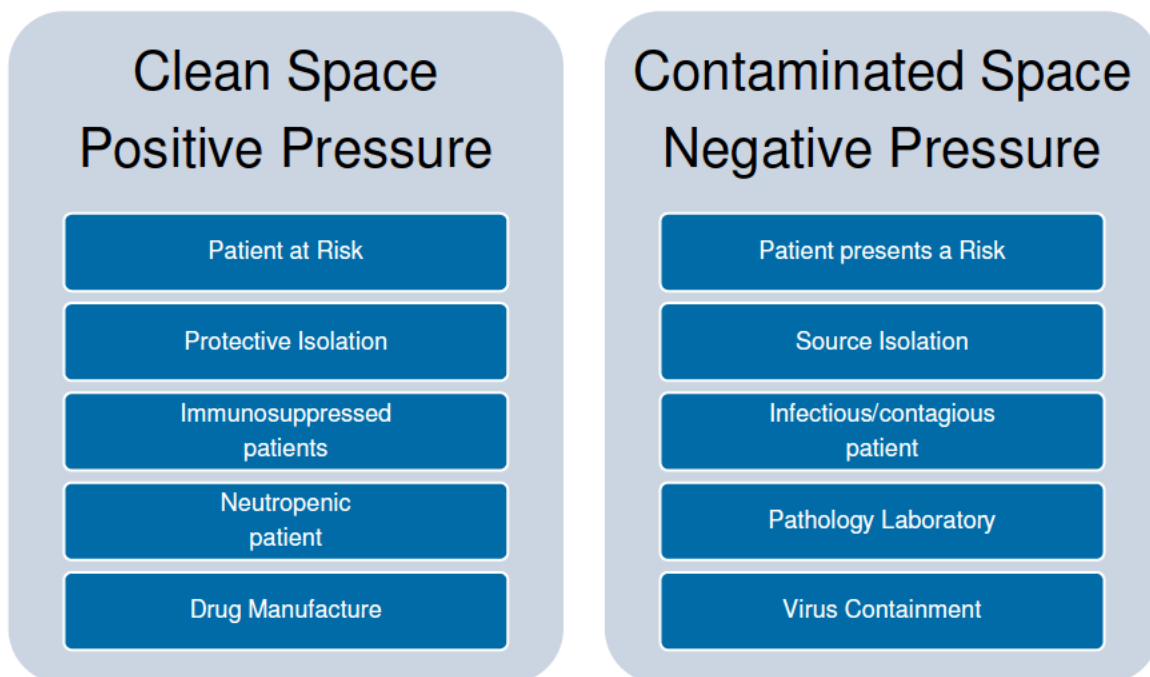 Clean Space
Positive Pressure
Patient at Risk
Protective Isolation
Immunosuppressed
patients
Neutropenic
patient
Drug Manufacture
Contaminated Space
Negative Pressure
Patient presents a Risk
Source Isolation
Infectious/contagious
patient
Pathology Laboratory
Virus Containment